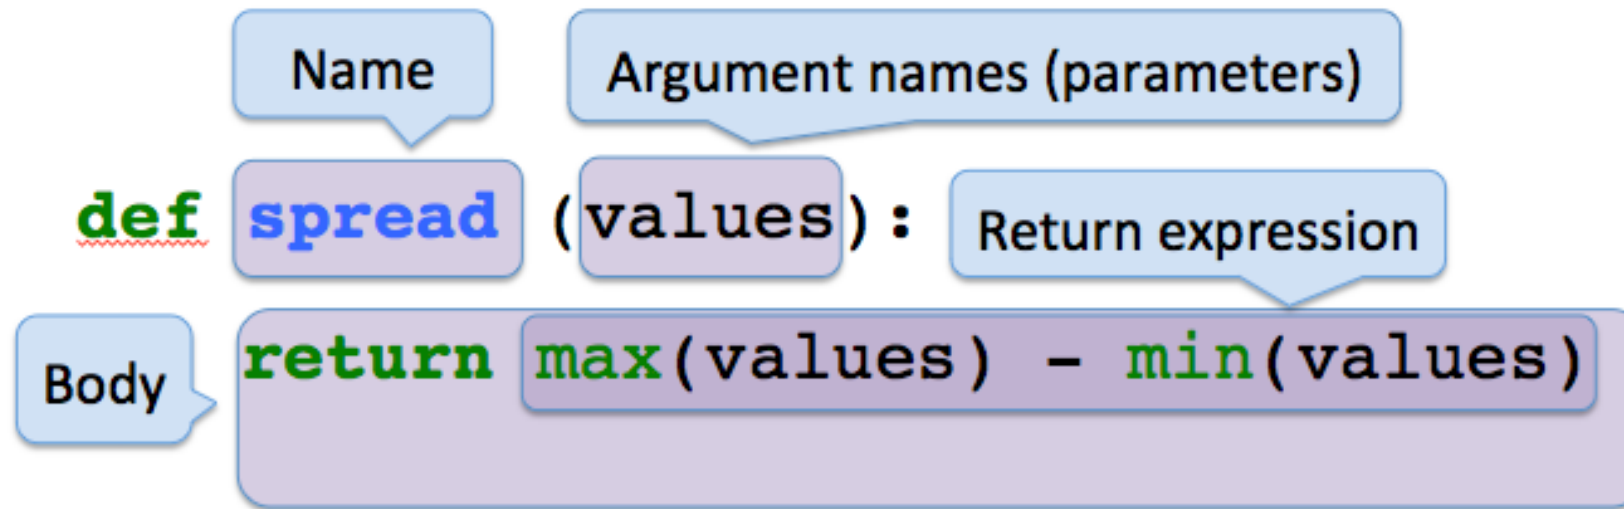 Name
Argument names (parameters)
def spread (values):
Return expression
Body
return max(values) - min(values)